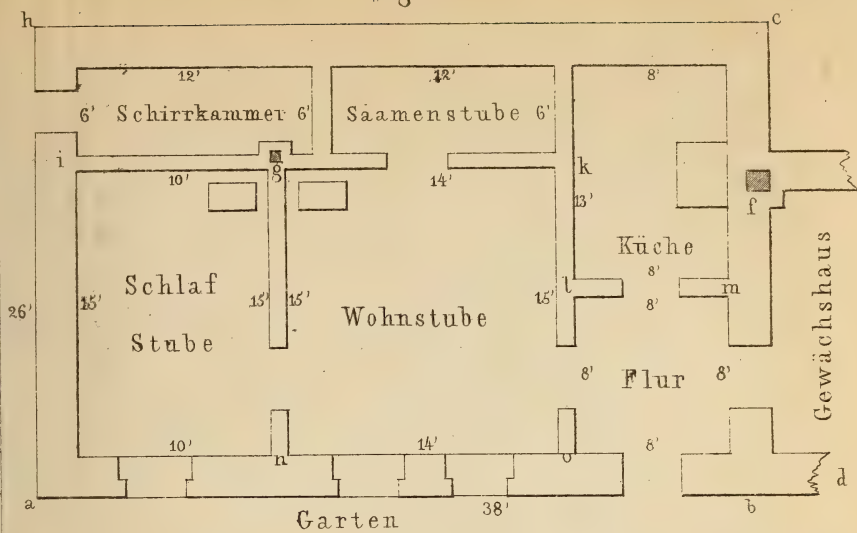 h c
12' 12' 8'
6' Schirrkammer 6' Saamenstube 6'
i g k
10' 14' 13'
f
Küche
8'
Schlaf
Stube
26' 15' 15' 15' Wohnstube 15' l m
8'
8' Flur 8'
Gewächshaus
10' 14' 8'
n o
d
a 38' b
Garten